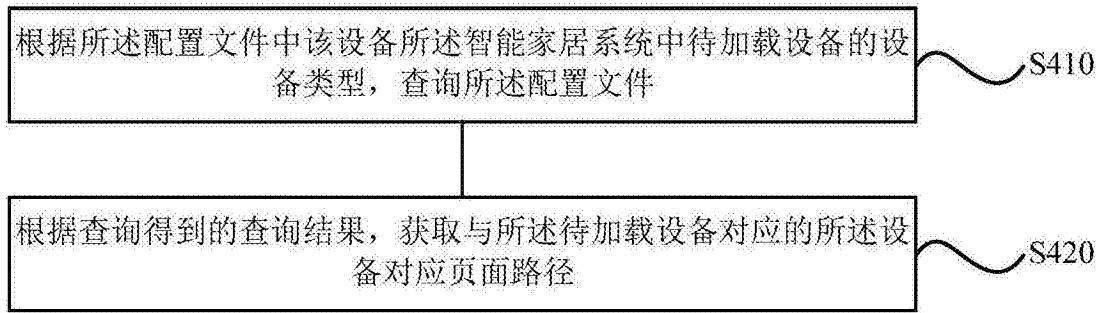 根据所述配置文件中该设备所述智能家居系统中待加载设备的设
备类型，查询所述配置文件
S410
根据查询得到的查询结果，获取与所述待加载设备对应的所述设
备对应页面路径
S420